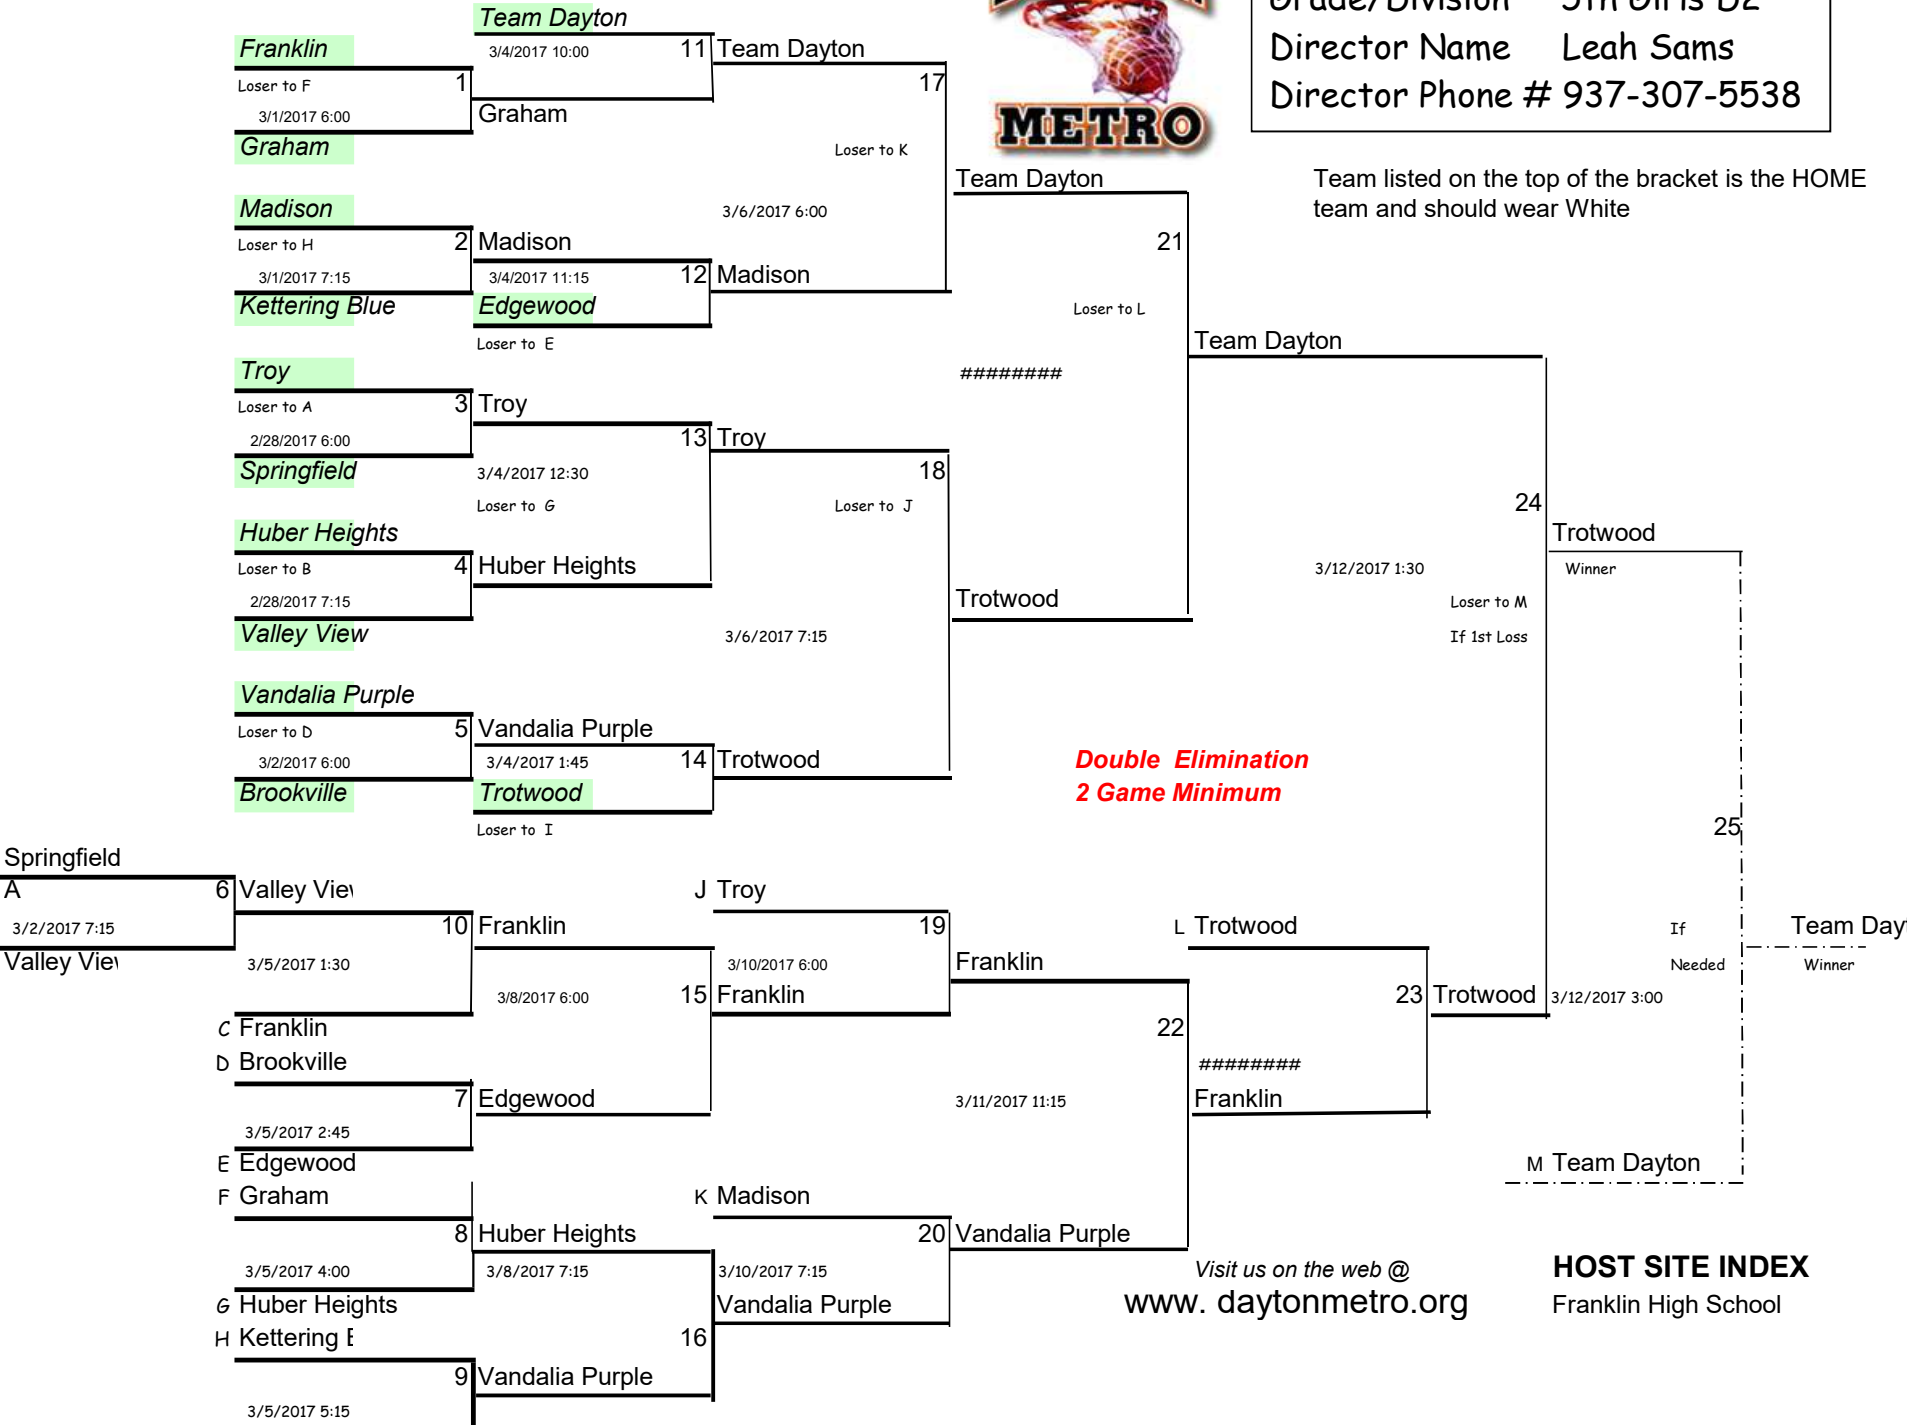 Grade/Division 5th Girls D2
Director Name Leah Sams
Director Phone # 937-307-5538
METRO
Team listed on the top of the bracket is the HOME
team and should wear White
Team Dayton
Franklin
3/4/2017 10:00
11
Team Dayton
Loser to F
1
17
3/1/2017 6:00
Graham
Graham
Loser to K
Team Dayton
Madison
3/6/2017 6:00
Loser to H
2
Madison
21
3/1/2017 7:15
3/4/2017 11:15
12
Madison
Kettering Blue
Edgewood
Loser to L
Loser to E
Team Dayton
Troy
########
Loser to A
3
Troy
2/28/2017 6:00
13
Troy
Springfield
3/4/2017 12:30
18
Loser to G
Loser to J
24
Huber Heights
Trotwood
Loser to B
4
Huber Heights
3/12/2017 1:30
Winner
2/28/2017 7:15
Trotwood
Loser to M
Valley View
3/6/2017 7:15
If 1st Loss
Vandalia Purple
Loser to D
5
Vandalia Purple
3/2/2017 6:00
3/4/2017 1:45
14
Trotwood
Double Elimination
Brookville
Trotwood
2 Game Minimum
Loser to I
25
Springfield
A
6
Valley Vie
J
Troy
3/2/2017 7:15
10
Franklin
19
L
Trotwood
If
Team Day
Valley Vie
3/5/2017 1:30
3/10/2017 6:00
Franklin
Needed
Winner
3/8/2017 6:00
15
Franklin
23
Trotwood
3/12/2017 3:00
C
Franklin
22
D
Brookville
########
7
Edgewood
3/11/2017 11:15
Franklin
3/5/2017 2:45
E
Edgewood
M
Team Dayton
F
Graham
K
Madison
8
Huber Heights
20
Vandalia Purple
3/5/2017 4:00
3/8/2017 7:15
3/10/2017 7:15
Visit us on the web @
HOST SITE INDEX
G
Huber Heights
Vandalia Purple
www. daytonmetro.org
Franklin High School
H
Kettering
16
9
Vandalia Purple
3/5/2017 5:15